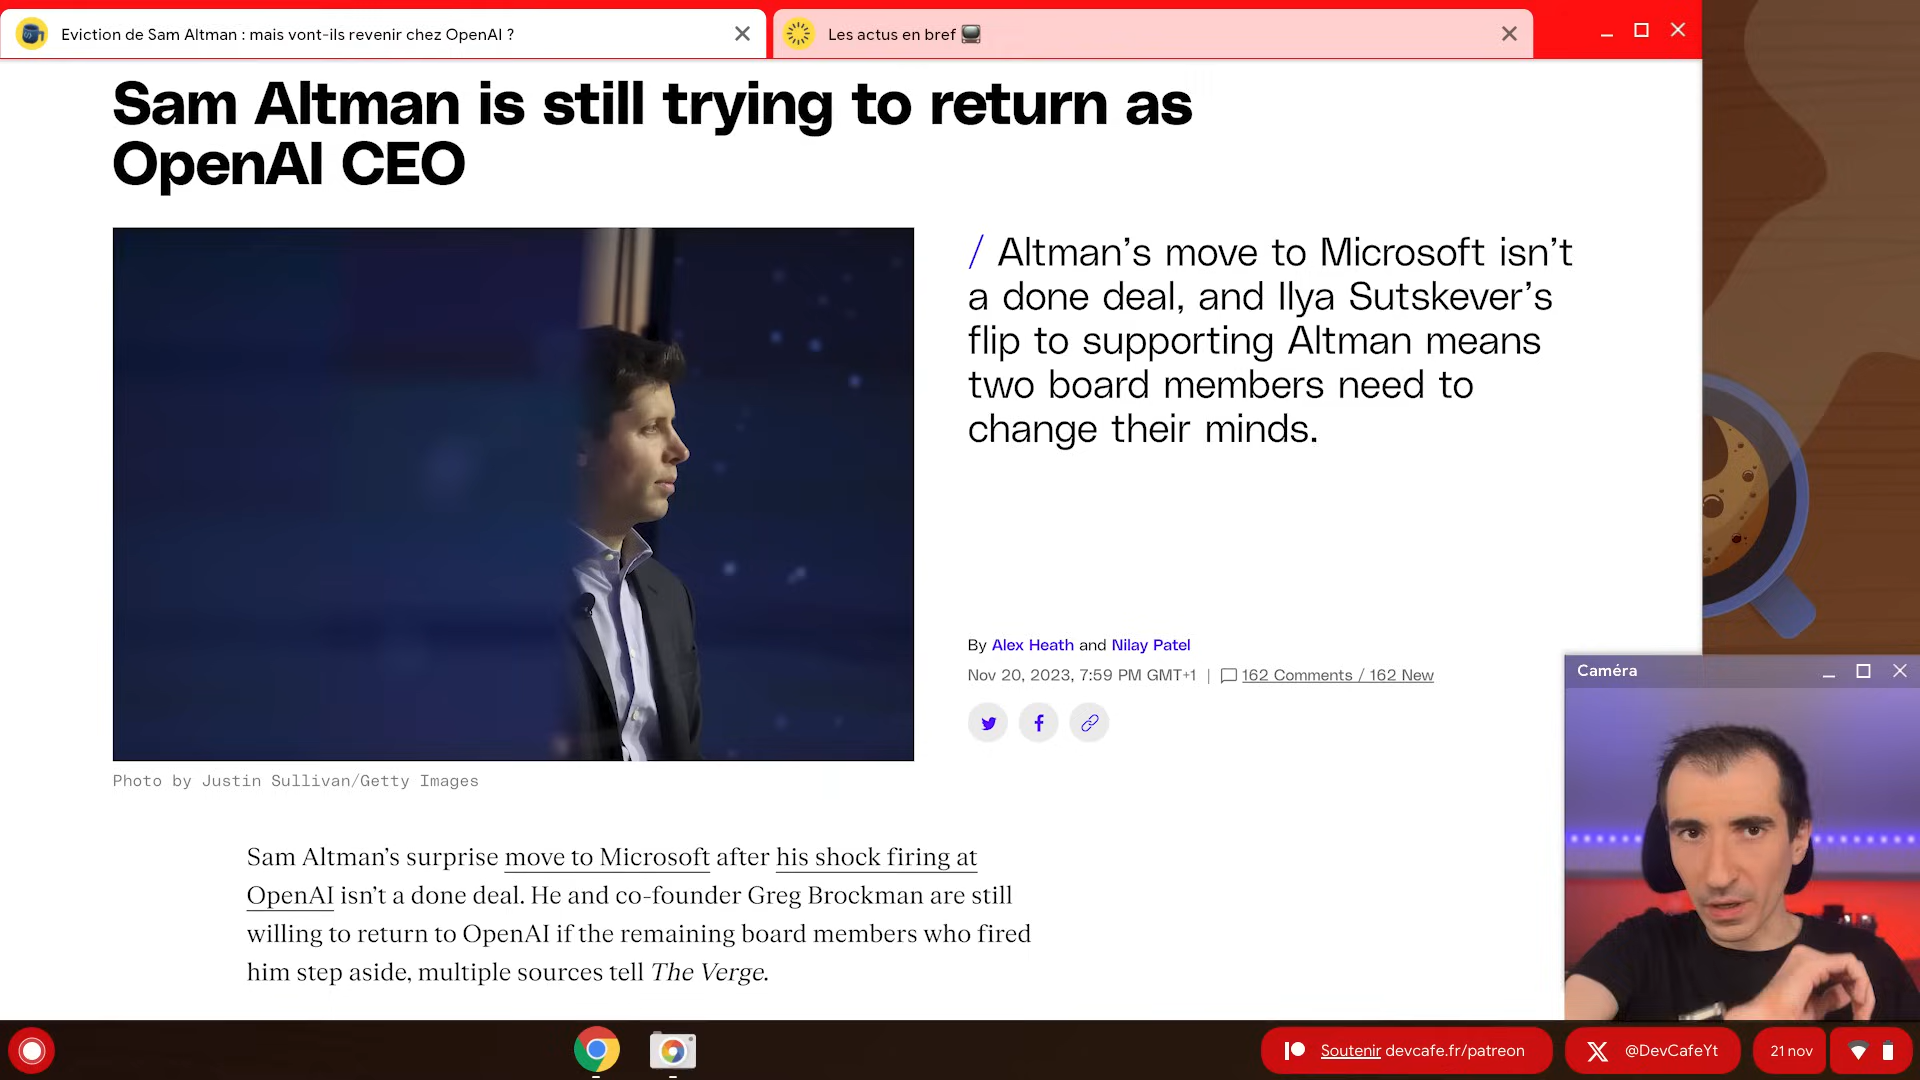 Eviction de Sam Altman : mais vont-ils revenir chez OpenAI ?
Les actus en bref
Sam Altman is still trying to return as
OpenAI CEO
/ Altman’s move to Microsoft isn’t
a done deal, and Ilya Sutskever’s
flip to supporting Altman means
two board members need to
change their minds.
By Alex Heath and Nilay Patel
Nov 20, 2023, 7:59 PM GMT+1 | 162 Comments / 162 New
Photo by Justin Sullivan/Getty Images
Sam Altman’s surprise move to Microsoft after his shock firing at
OpenAI isn’t a done deal. He and co-founder Greg Brockman are still
willing to return to OpenAI if the remaining board members who fired
him step aside, multiple sources tell The Verge.
Caméra
Soutenir devcafe.fr/patreon
@DevCafeYt
21 nov